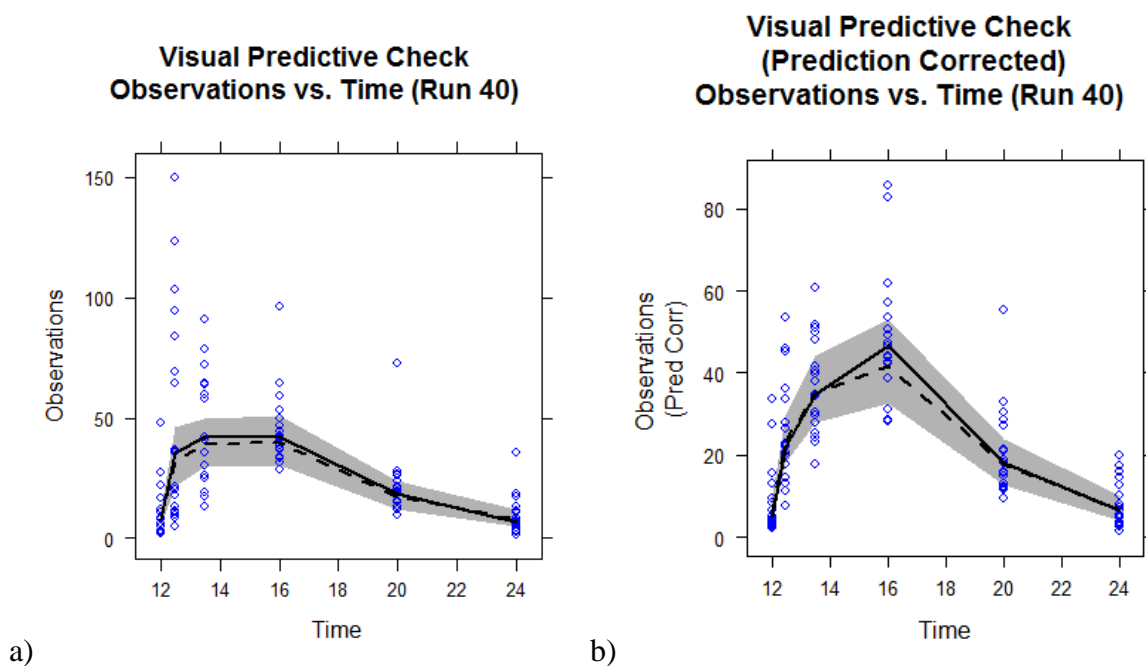 Visual Predictive Check
Observations vs. Time (Run 40)
150
100
50
0
Observations
12 14 16 18 20 22 24
Time
a)
Visual Predictive Check
(Prediction Corrected)
Observations vs. Time (Run 40)
80
60
40
20
0
Observations
(Pred Corr)
12 14 16 18 20 22 24
Time
b)